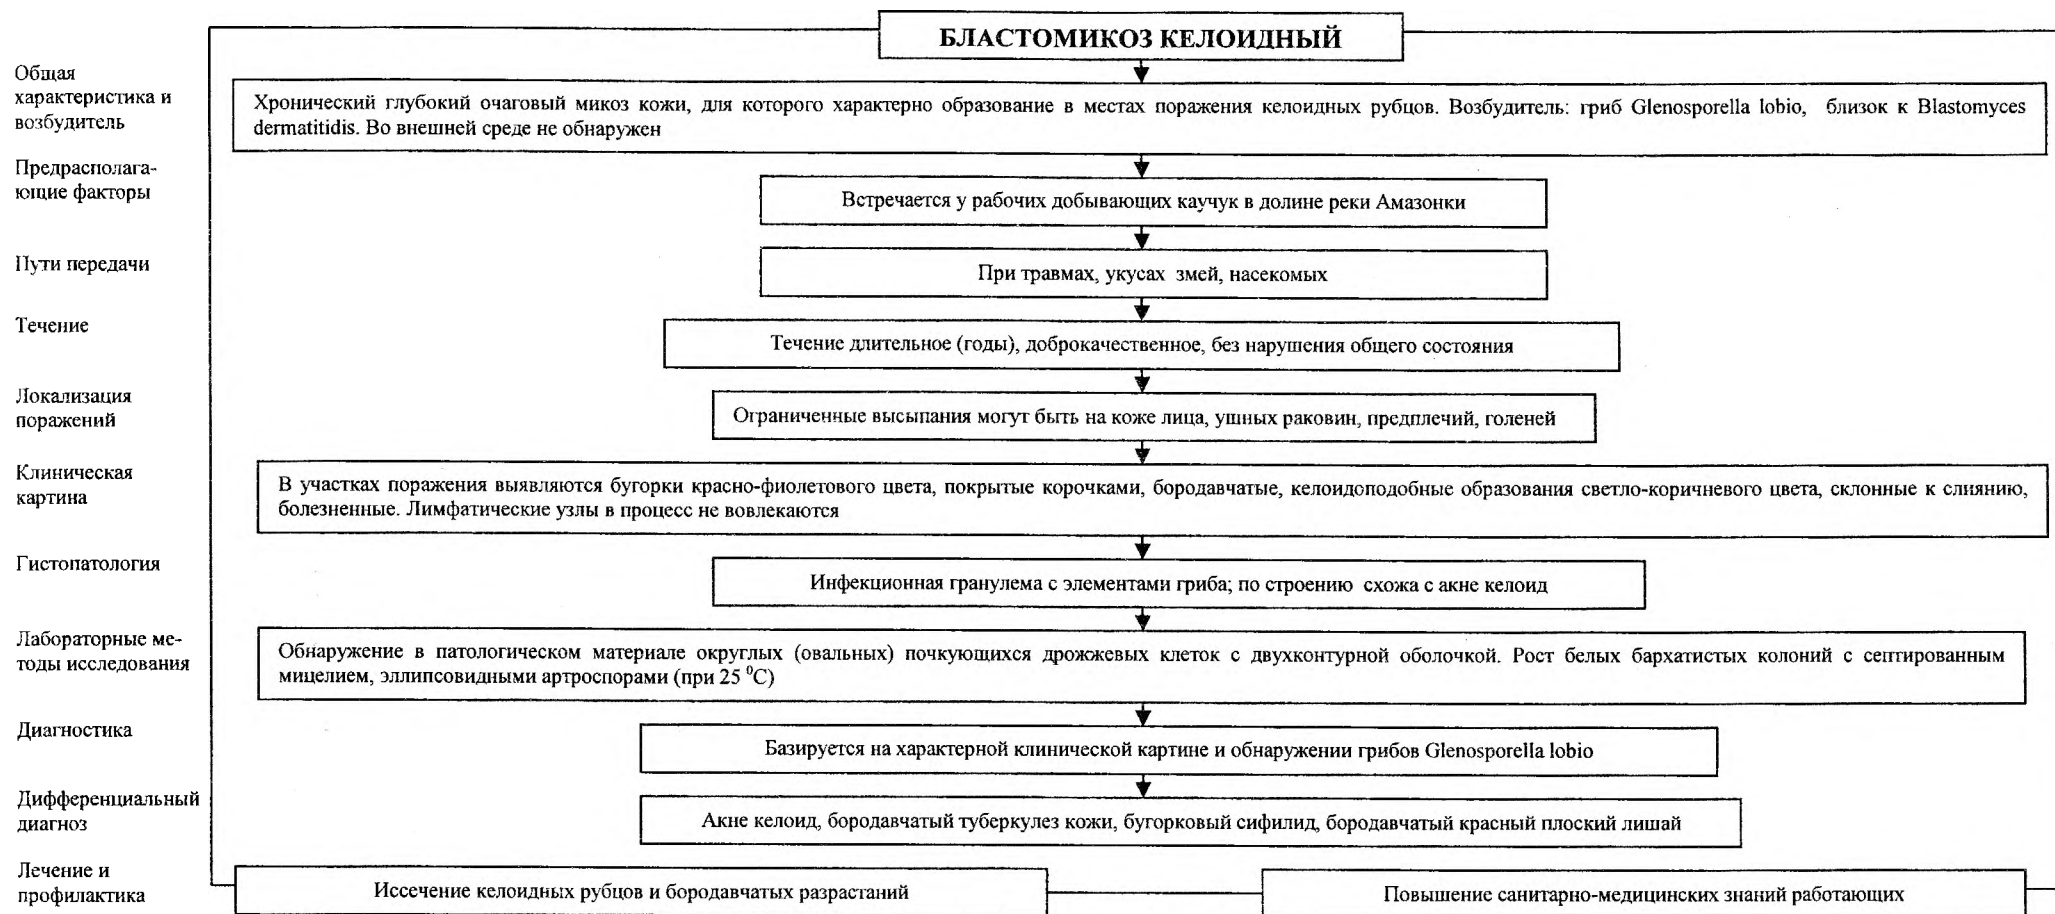 БЛАСТОМИКОЗ КЕЛОИДНЫЙ
Общая
характеристика и
возбудитель
Хронический глубокий очаговый микоз кожи, для которого характерно образование в местах поражения келоидных рубцов. Возбудитель: гриб Glenosporella lobio, близок к Blastomyces
dermatitidis. Во внешней среде не обнаружен
Предрасполага-
ющие факторы
Встречается у рабочих добывающих каучук в долине реки Амазонки
Пути передачи
При травмах, укусах змей, насекомых
Течение
Течение длительное (годы), доброкачественное, без нарушения общего состояния
Локализация
поражений
Ограниченные высыпания могут быть на коже лица, ушных раковин, предплечий, голеней
Клиническая
картина
В участках поражения выявляются бугорки красно-фиолетового цвета, покрытые корочками, бородавчатые, келоидоподобные образования светло-коричневого цвета, склонные к слиянию,
болезненные. Лимфатические узлы в процесс не вовлекаются
Гистопатология
Инфекционная гранулема с элементами гриба; по строению схожа с акне келоид
Лабораторные ме-
тоды исследования
Обнаружение в патологическом материале округлых (овальных) почкующихся дрожжевых клеток с двухконтурной оболочкой. Рост белых бархатистых колоний с септированным
мицелием, эллипсовидными артроспорами (при 25 ⁰С)
Диагностика
Базируется на характерной клинической картине и обнаружении грибов Glenosporella lobio
Дифференциальный
диагноз
Акне келоид, бородавчатый туберкулез кожи, бугорковый сифилид, бородавчатый красный плоский лишай
Лечение и
профилактика
Иссечение келоидных рубцов и бородавчатых разрастаний
Повышение санитарно-медицинских знаний работающих